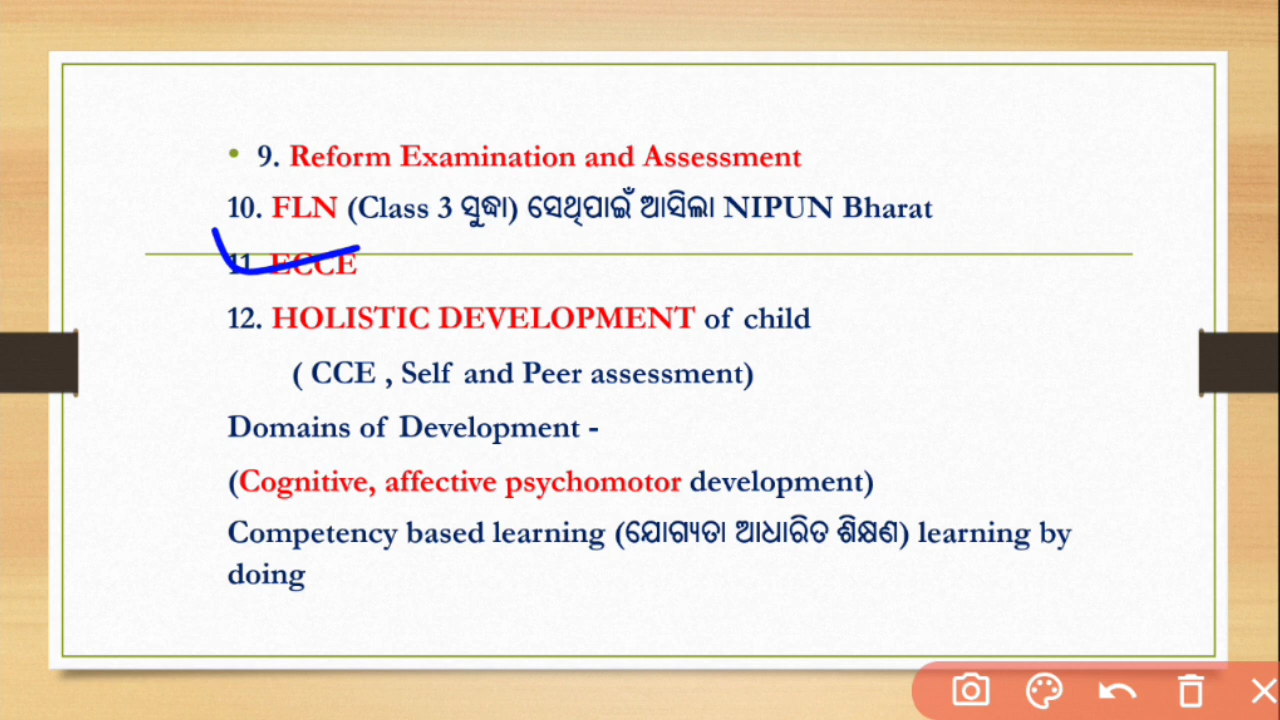 • 9. Reform Examination and Assessment
10. FLN (Class 3 ସୁଦ୍ଧା) ସେଥିପାଇଁ ଆସିଲା NIPUN Bharat
11. ECCE
12. HOLISTIC DEVELOPMENT of child
( CCE , Self and Peer assessment)
Domains of Development -
(Cognitive, affective psychomotor development)
Competency based learning (ଯୋଗ୍ୟତା ଆଧାରିତ ଶିକ୍ଷଣ) learning by
doing